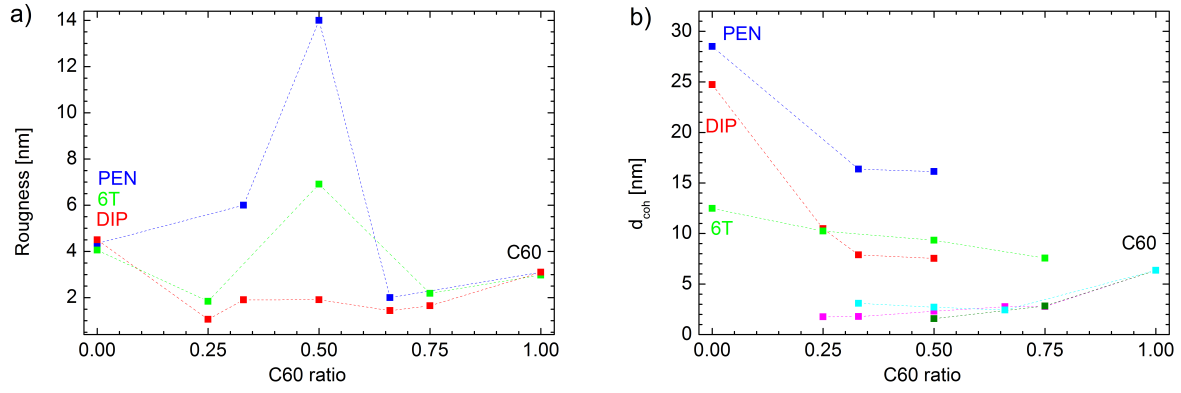 a)
14
12
10
8
6
4
2
Rougness [nm]
PEN
6T
DIP
C60
0.00 0.25 0.50 0.75 1.00
C60 ratio
b)
30
25
20
15
10
5
0
d_coh [nm]
PEN
DIP
6T
C60
0.00 0.25 0.50 0.75 1.00
C60 ratio